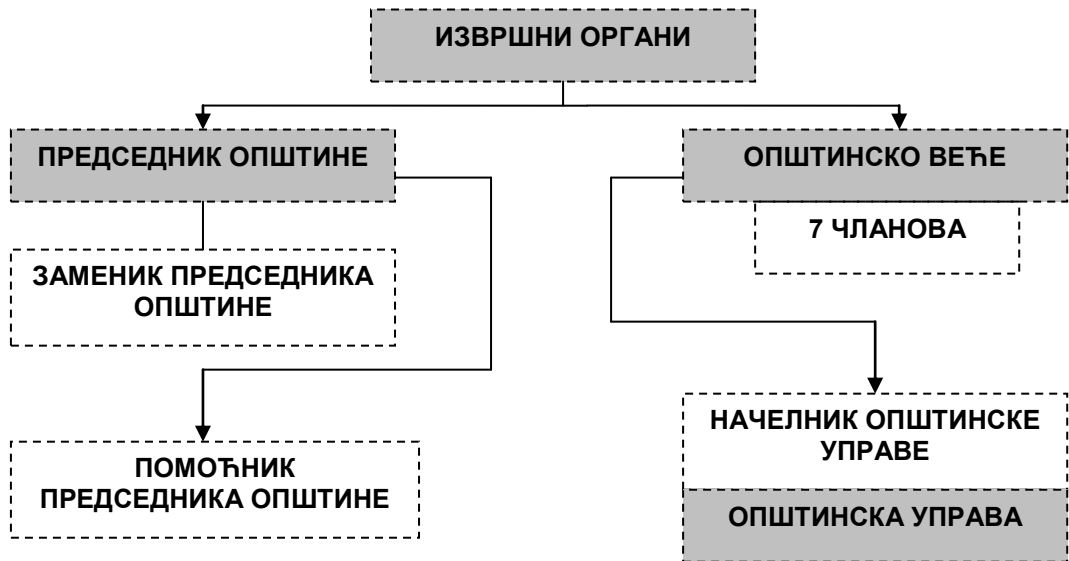 ИЗВРШНИ ОРГАНИ
ПРЕДСЕДНИК ОПШТИНЕ
ОПШТИНСКО ВЕЋЕ
7 ЧЛАНОВА
ЗАМЕНИК ПРЕДСЕДНИКА
ОПШТИНЕ
НАЧЕЛНИК ОПШТИНСКЕ
УПРАВЕ
ПОМОЋНИК
ПРЕДСЕДНИКА ОПШТИНЕ
ОПШТИНСКА УПРАВА